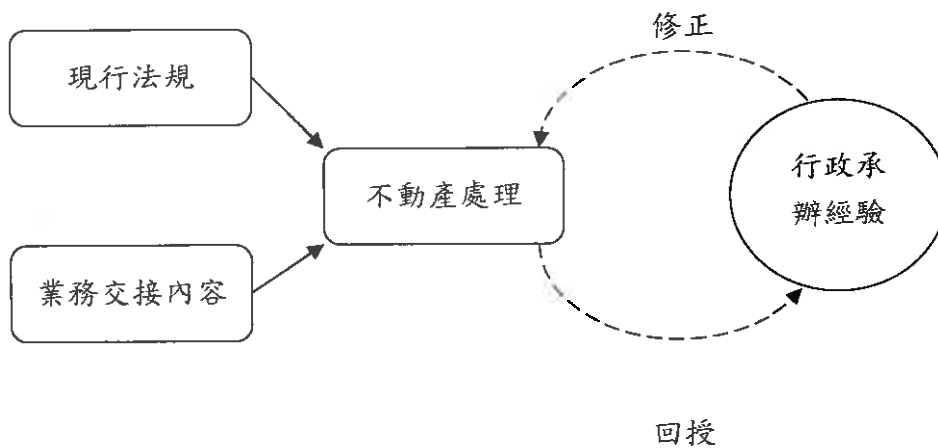 修正
現行法規
不動產處理
行政承
辦經驗
業務交接內容
回授